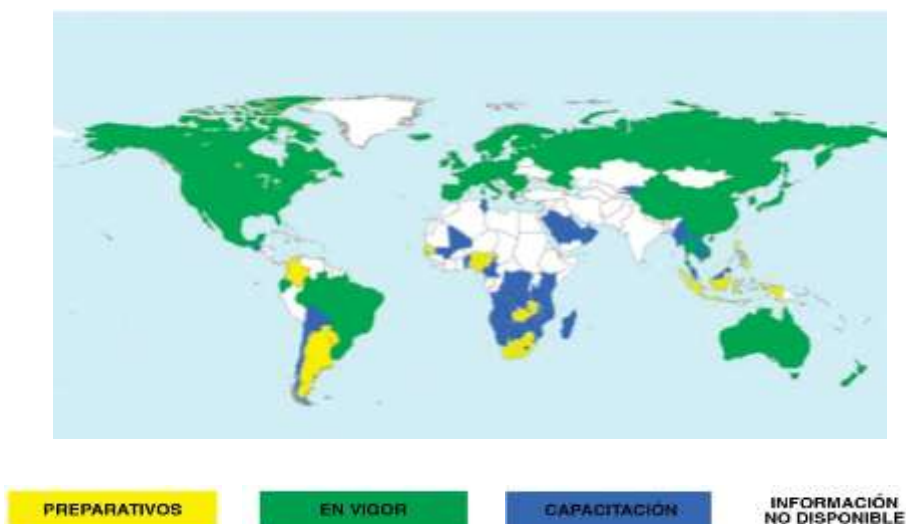 PREPARATIVOS
EN VIGOR
CAPACITACIÓN
INFORMACIÓN
NO DISPONIBLE